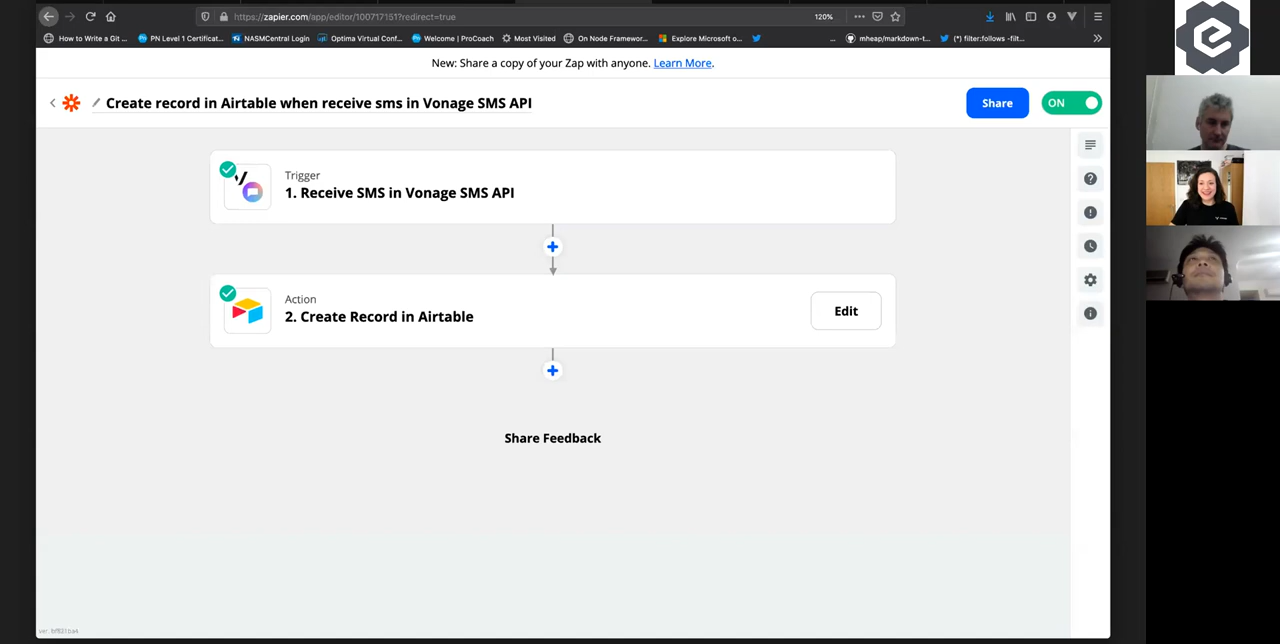 https://zapier.com/app/editor/100717151?redirect=true
120%
How to Write a Git ...
PN Level 1 Certificat...
NASMCentral Login
Optima Virtual Conf...
Welcome | ProCoach
Most Visited
On Node Framewor...
Explore Microsoft o...
mheap/markdown-t...
(*) filter:follows -filt...
New: Share a copy of your Zap with anyone. Learn More.
Create record in Airtable when receive sms in Vonage SMS API
Share
ON
Trigger
1. Receive SMS in Vonage SMS API
Action
2. Create Record in Airtable
Edit
Share Feedback